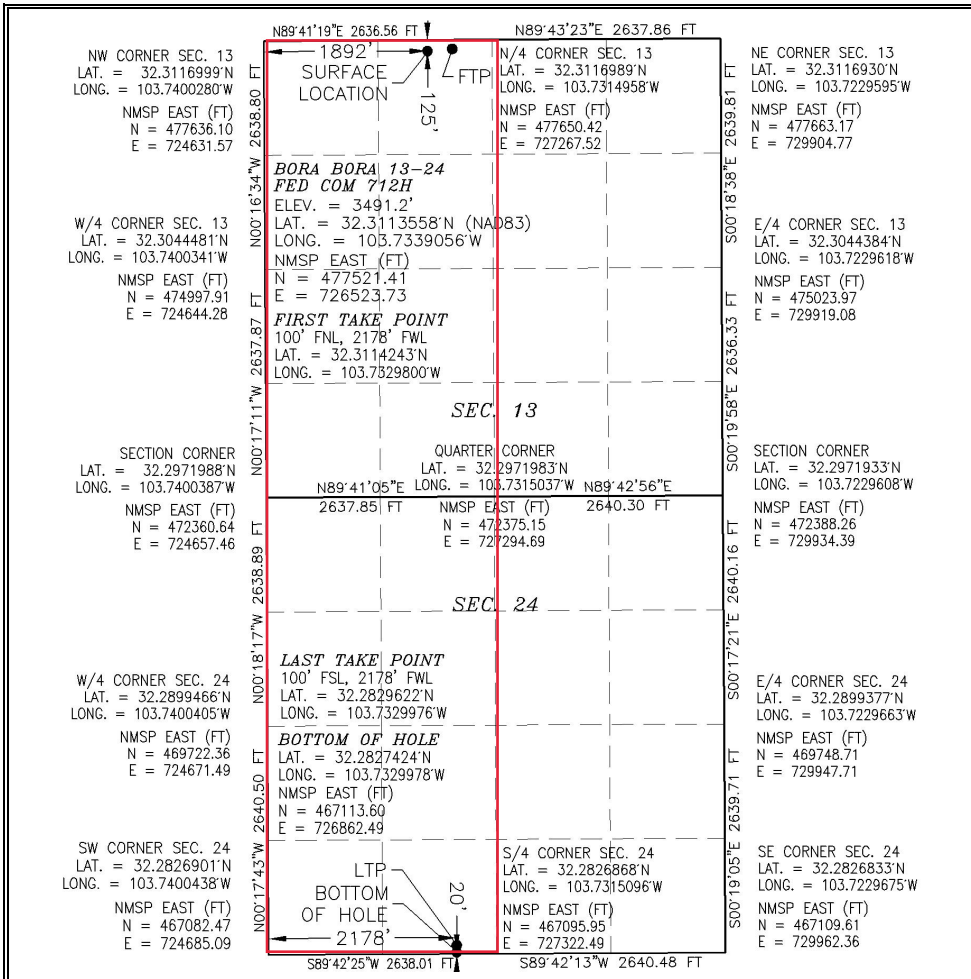 N89°41'19"E 2636.56 FT
N89°43'23"E 2637.86 FT
NW CORNER SEC. 13
LAT. = 32.3116999°N
LONG. = 103.7400280°W
NMSP EAST (FT)
N = 477636.10
E = 724631.57
1892'
SURFACE
LOCATION
FTP
125'
N/4 CORNER SEC. 13
LAT. = 32.3116989°N
LONG. = 103.7314958°W
NMSP EAST (FT)
N = 477650.42
E = 727267.52
NE CORNER SEC. 13
LAT. = 32.3116930°N
LONG. = 103.7229595°W
NMSP EAST (FT)
N = 477663.17
E = 729904.77
N00°16'34"W 2638.80 FT
S00°18'38"E 2639.81 FT
BORA BORA 13-24
FED COM 712H
ELEV. = 3491.2'
LAT. = 32.3113558°N (NAD83)
LONG. = 103.7339056°W
NMSP EAST (FT)
N = 477521.41
E = 726523.73
W/4 CORNER SEC. 13
LAT. = 32.3044481°N
LONG. = 103.7400341°W
NMSP EAST (FT)
N = 474997.91
E = 724644.28
E/4 CORNER SEC. 13
LAT. = 32.3044384°N
LONG. = 103.7229618°W
NMSP EAST (FT)
N = 475023.97
E = 729919.08
FIRST TAKE POINT
100' FNL, 2178' FWL
LAT. = 32.3114243°N
LONG. = 103.7329800°W
N00°17'11"W 2637.87 FT
S00°19'58"E 2636.33 FT
SEC. 13
SECTION CORNER
LAT. = 32.2971988°N
LONG. = 103.7400387°W
NMSP EAST (FT)
N = 472360.64
E = 724657.46
QUARTER CORNER
LAT. = 32.2971983°N
LONG. = 103.7315037°W
NMSP EAST (FT)
N = 472375.15
E = 727294.69
N89°41'05"E
2637.85 FT
N89°42'56"E
2640.30 FT
SECTION CORNER
LAT. = 32.2971933°N
LONG. = 103.7229608°W
NMSP EAST (FT)
N = 472388.26
E = 729934.39
N00°18'17"W 2638.89 FT
S00°17'21"E 2640.16 FT
SEC. 24
LAST TAKE POINT
100' FSL, 2178' FWL
LAT. = 32.2829622°N
LONG. = 103.7329976°W
W/4 CORNER SEC. 24
LAT. = 32.2899466°N
LONG. = 103.7400405°W
NMSP EAST (FT)
N = 469722.36
E = 724671.49
E/4 CORNER SEC. 24
LAT. = 32.2899377°N
LONG. = 103.7229663°W
NMSP EAST (FT)
N = 469748.71
E = 729947.71
BOTTOM OF HOLE
LAT. = 32.2827424°N
LONG. = 103.7329978°W
NMSP EAST (FT)
N = 467113.60
E = 726862.49
N00°17'43"W 2640.50 FT
S00°19'05"E 2639.71 FT
SW CORNER SEC. 24
LAT. = 32.2826901°N
LONG. = 103.7400438°W
NMSP EAST (FT)
N = 467082.47
E = 724685.09
LTP
BOTTOM
OF HOLE
20'
2178'
S/4 CORNER SEC. 24
LAT. = 32.2826868°N
LONG. = 103.7315096°W
NMSP EAST (FT)
N = 467095.95
E = 727322.49
SE CORNER SEC. 24
LAT. = 32.2826833°N
LONG. = 103.7229675°W
NMSP EAST (FT)
N = 467109.61
E = 729962.36
S89°42'25"W 2638.01 FT
S89°42'13"W 2640.48 FT